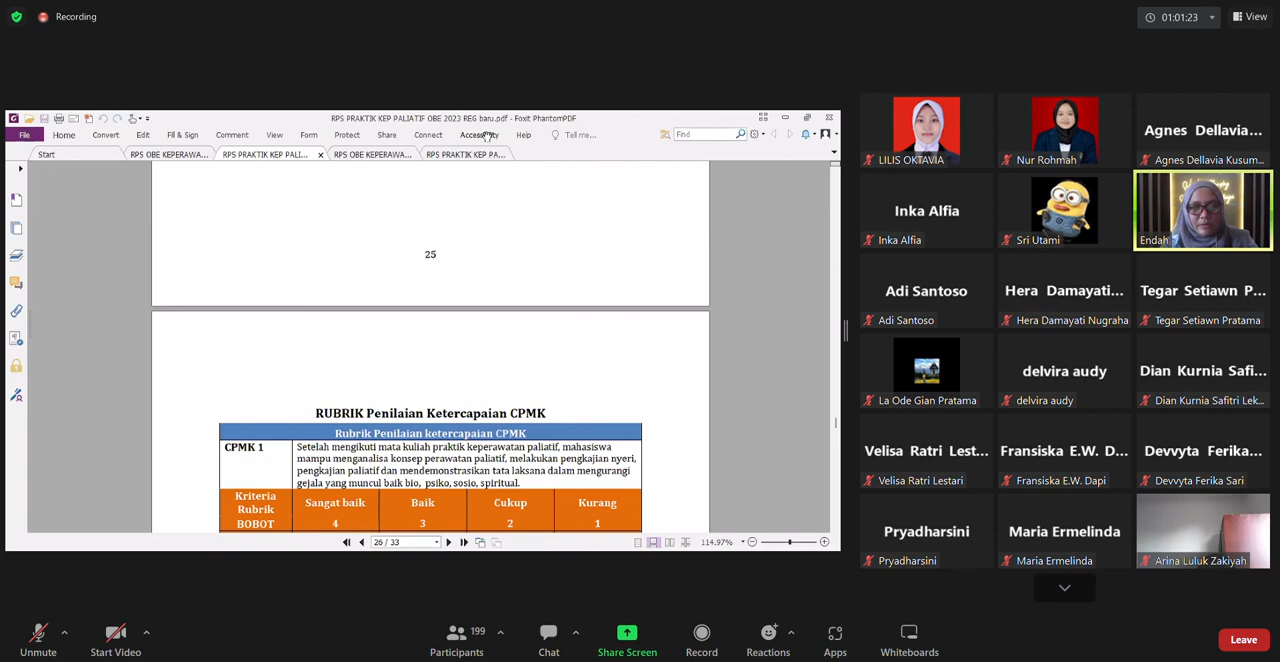 Recording
01:01:23
View
RPS PRAKTIK KEP PALIATIF OBE 2023 REG baru.pdf - Foxit PhantomPDF
File Home Convert Edit Fill & Sign Comment View Form Protect Share Connect Accessibility Help Tell me... Find
Start RPS OBE KEPERAWA... RPS PRAKTIK KEP PALI... x RPS OBE KEPERAWA... RPS PRAKTIK KEP PA...
25
RUBRIK Penilaian Ketercapaian CPMK
Rubrik Penilaian ketercapaian CPMK
CPMK 1
Setelah mengikuti mata kuliah praktik keperawatan paliatif, mahasiswa
mampu menganalisa konsep perawatan paliatif, melakukan pengkajian nyeri,
pengkajian paliatif dan mendemonstrasikan tata laksana dalam mengurangi
gejala yang muncul baik bio, psiko, sosio, spiritual.
Kriteria
Rubrik
Sangat baik Baik Cukup Kurang
BOBOT 4 3 2 1
26 / 33
114.97%
LILIS OKTAVIA
Nur Rohmah
Agnes Dellavia...
Agnes Dellavia Kusum...
Inka Alfia
Inka Alfia
Sri Utami
Endah
Adi Santoso
Adi Santoso
Hera Damayati...
Hera Damayati Nugraha
Tegar Setiawn P...
Tegar Setiawn Pratama
La Ode Gian Pratama
delvira audy
delvira audy
Dian Kurnia Safi...
Dian Kurnia Safitri Lek...
Velisa Ratri Lest...
Velisa Ratri Lestari
Fransiska E.W. D...
Fransiska E.W. Dapi
Devvyta Ferika...
Devvyta Ferika Sari
Pryadharsini
Pryadharsini
Maria Ermelinda
Maria Ermelinda
Arina Luluk Zakiyah
Unmute
Start Video
199
Participants
Chat
Share Screen
Record
Reactions
Apps
Whiteboards
Leave